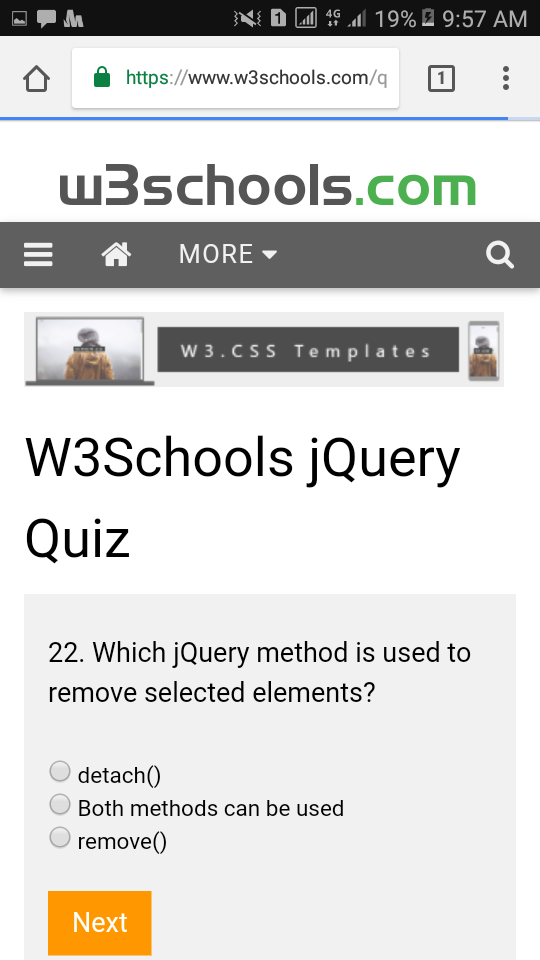 4G 19% 9:57 AM
https://www.w3schools.com/q 1
w3schools.com
MORE
W3.CSS Templates
W3Schools jQuery
Quiz
22. Which jQuery method is used to
remove selected elements?
detach()
Both methods can be used
remove()
Next